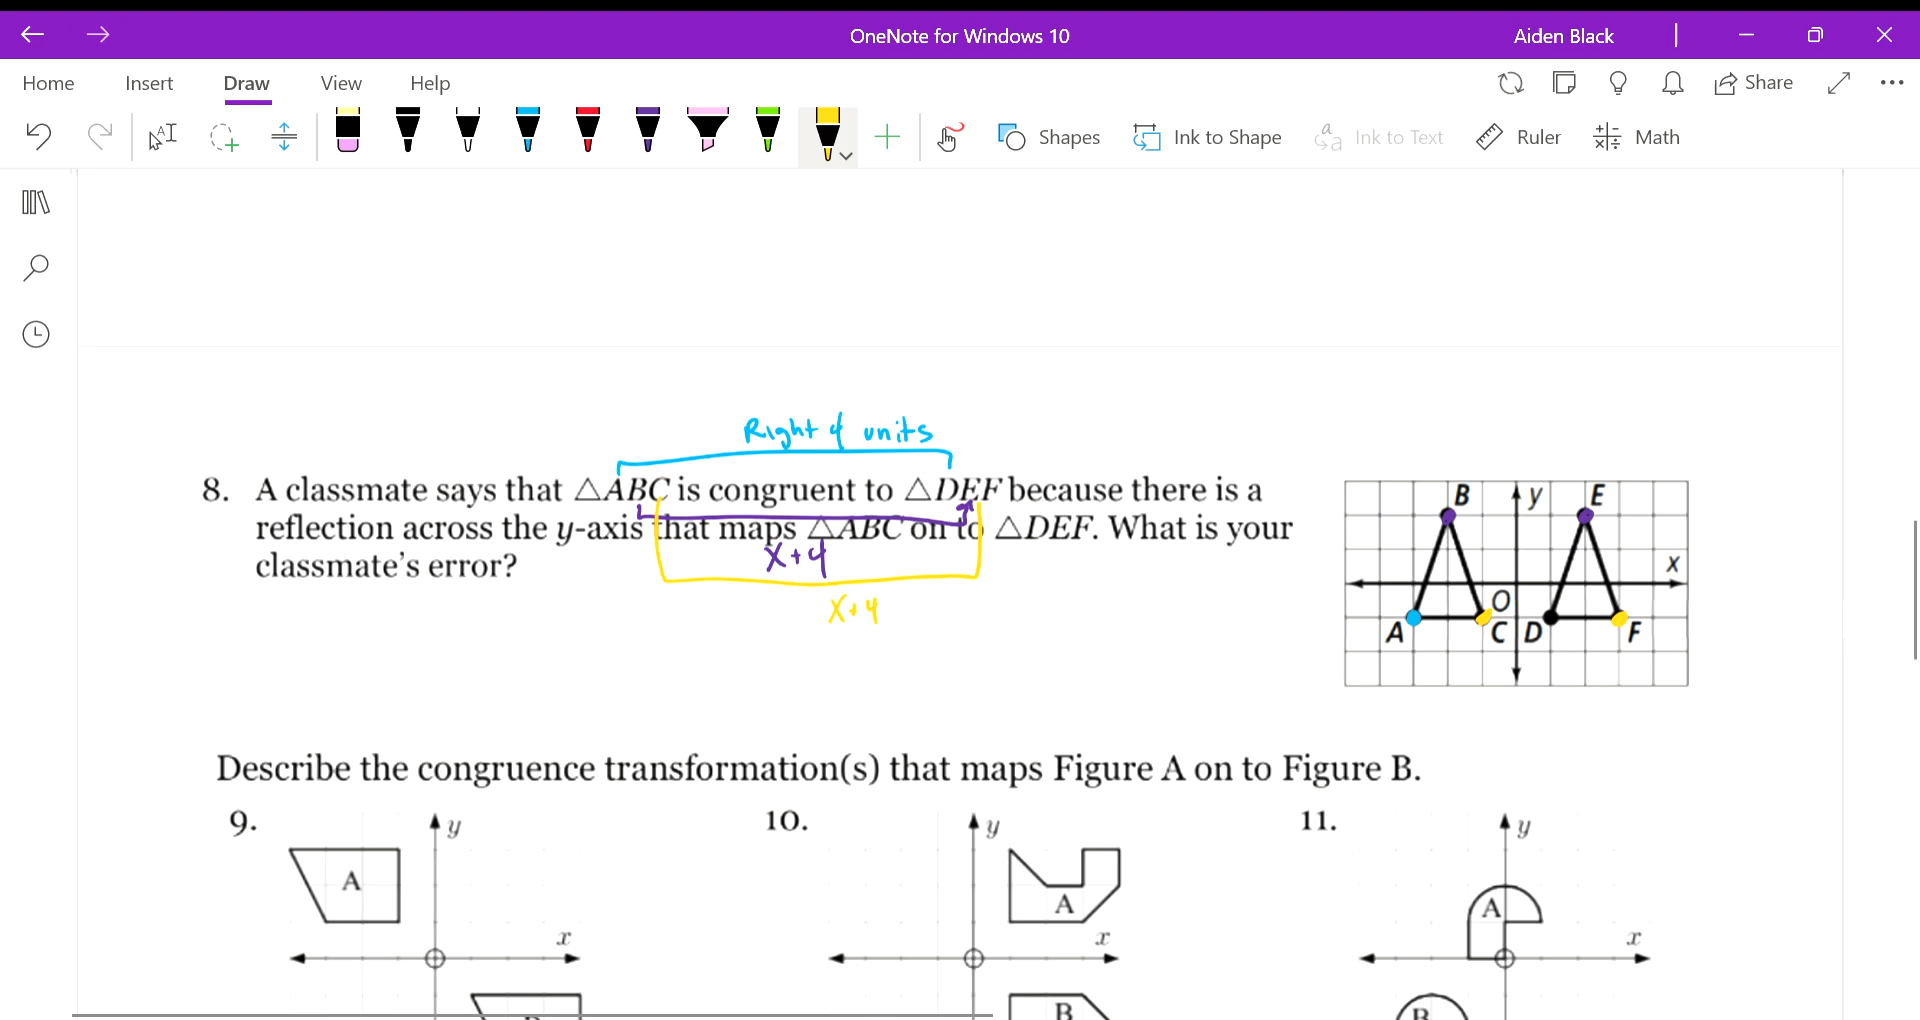 OneNote for Windows 10
Aiden Black
Home Insert Draw View Help
Share
Shapes Ink to Shape Ink to Text Ruler Math
Right 4 units
8. A classmate says that △ABC is congruent to △DEF because there is a
reflection across the y-axis that maps △ABC on to △DEF. What is your
classmate's error?
x+4
x+4
B y E
x
O
A C D F
Describe the congruence transformation(s) that maps Figure A on to Figure B.
9. 10. 11.
y y y
A A A
x x x
B B